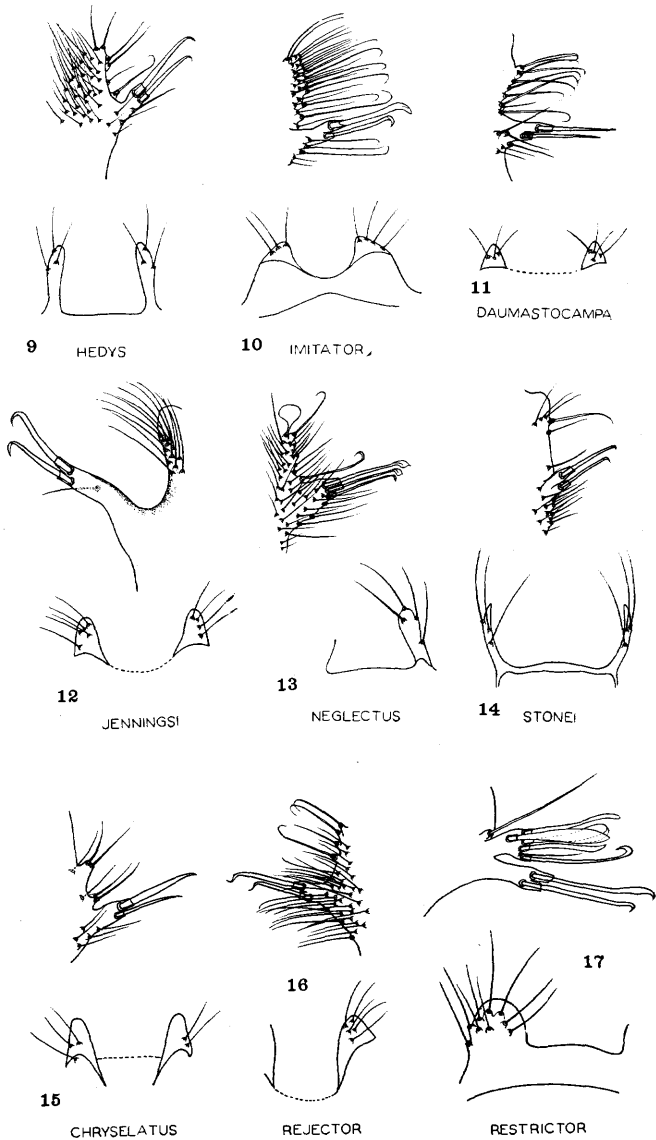 9 HEDYS
10 IMITATOR,
11
DAUMASTOCAMPA
12
JENNINGSI
13
NEGLECTUS
14 STONEI
15
CHRYSELATUS
16
REJECTOR
17
RESTRICTOR